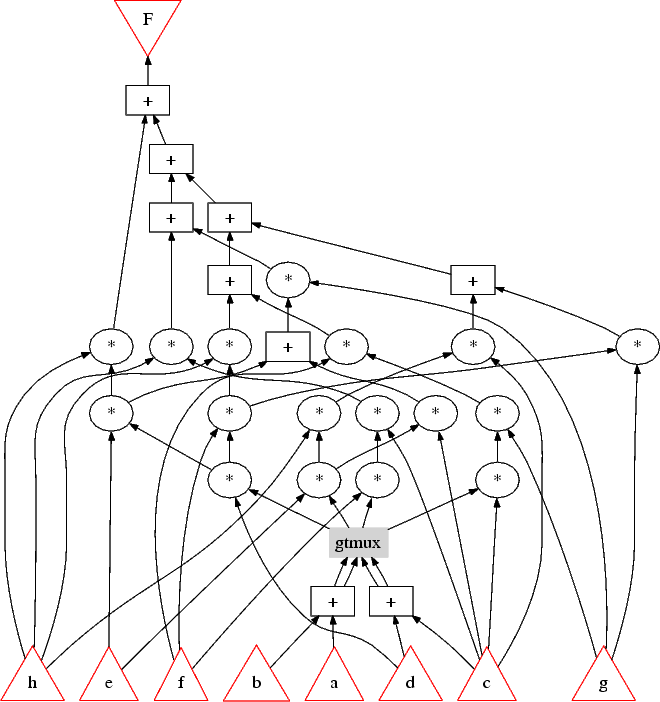 F
+
+
+ +
+ * +
* * * + * * *
* * * * * *
* * * *
gtmux
+ +
h e f b a d c g